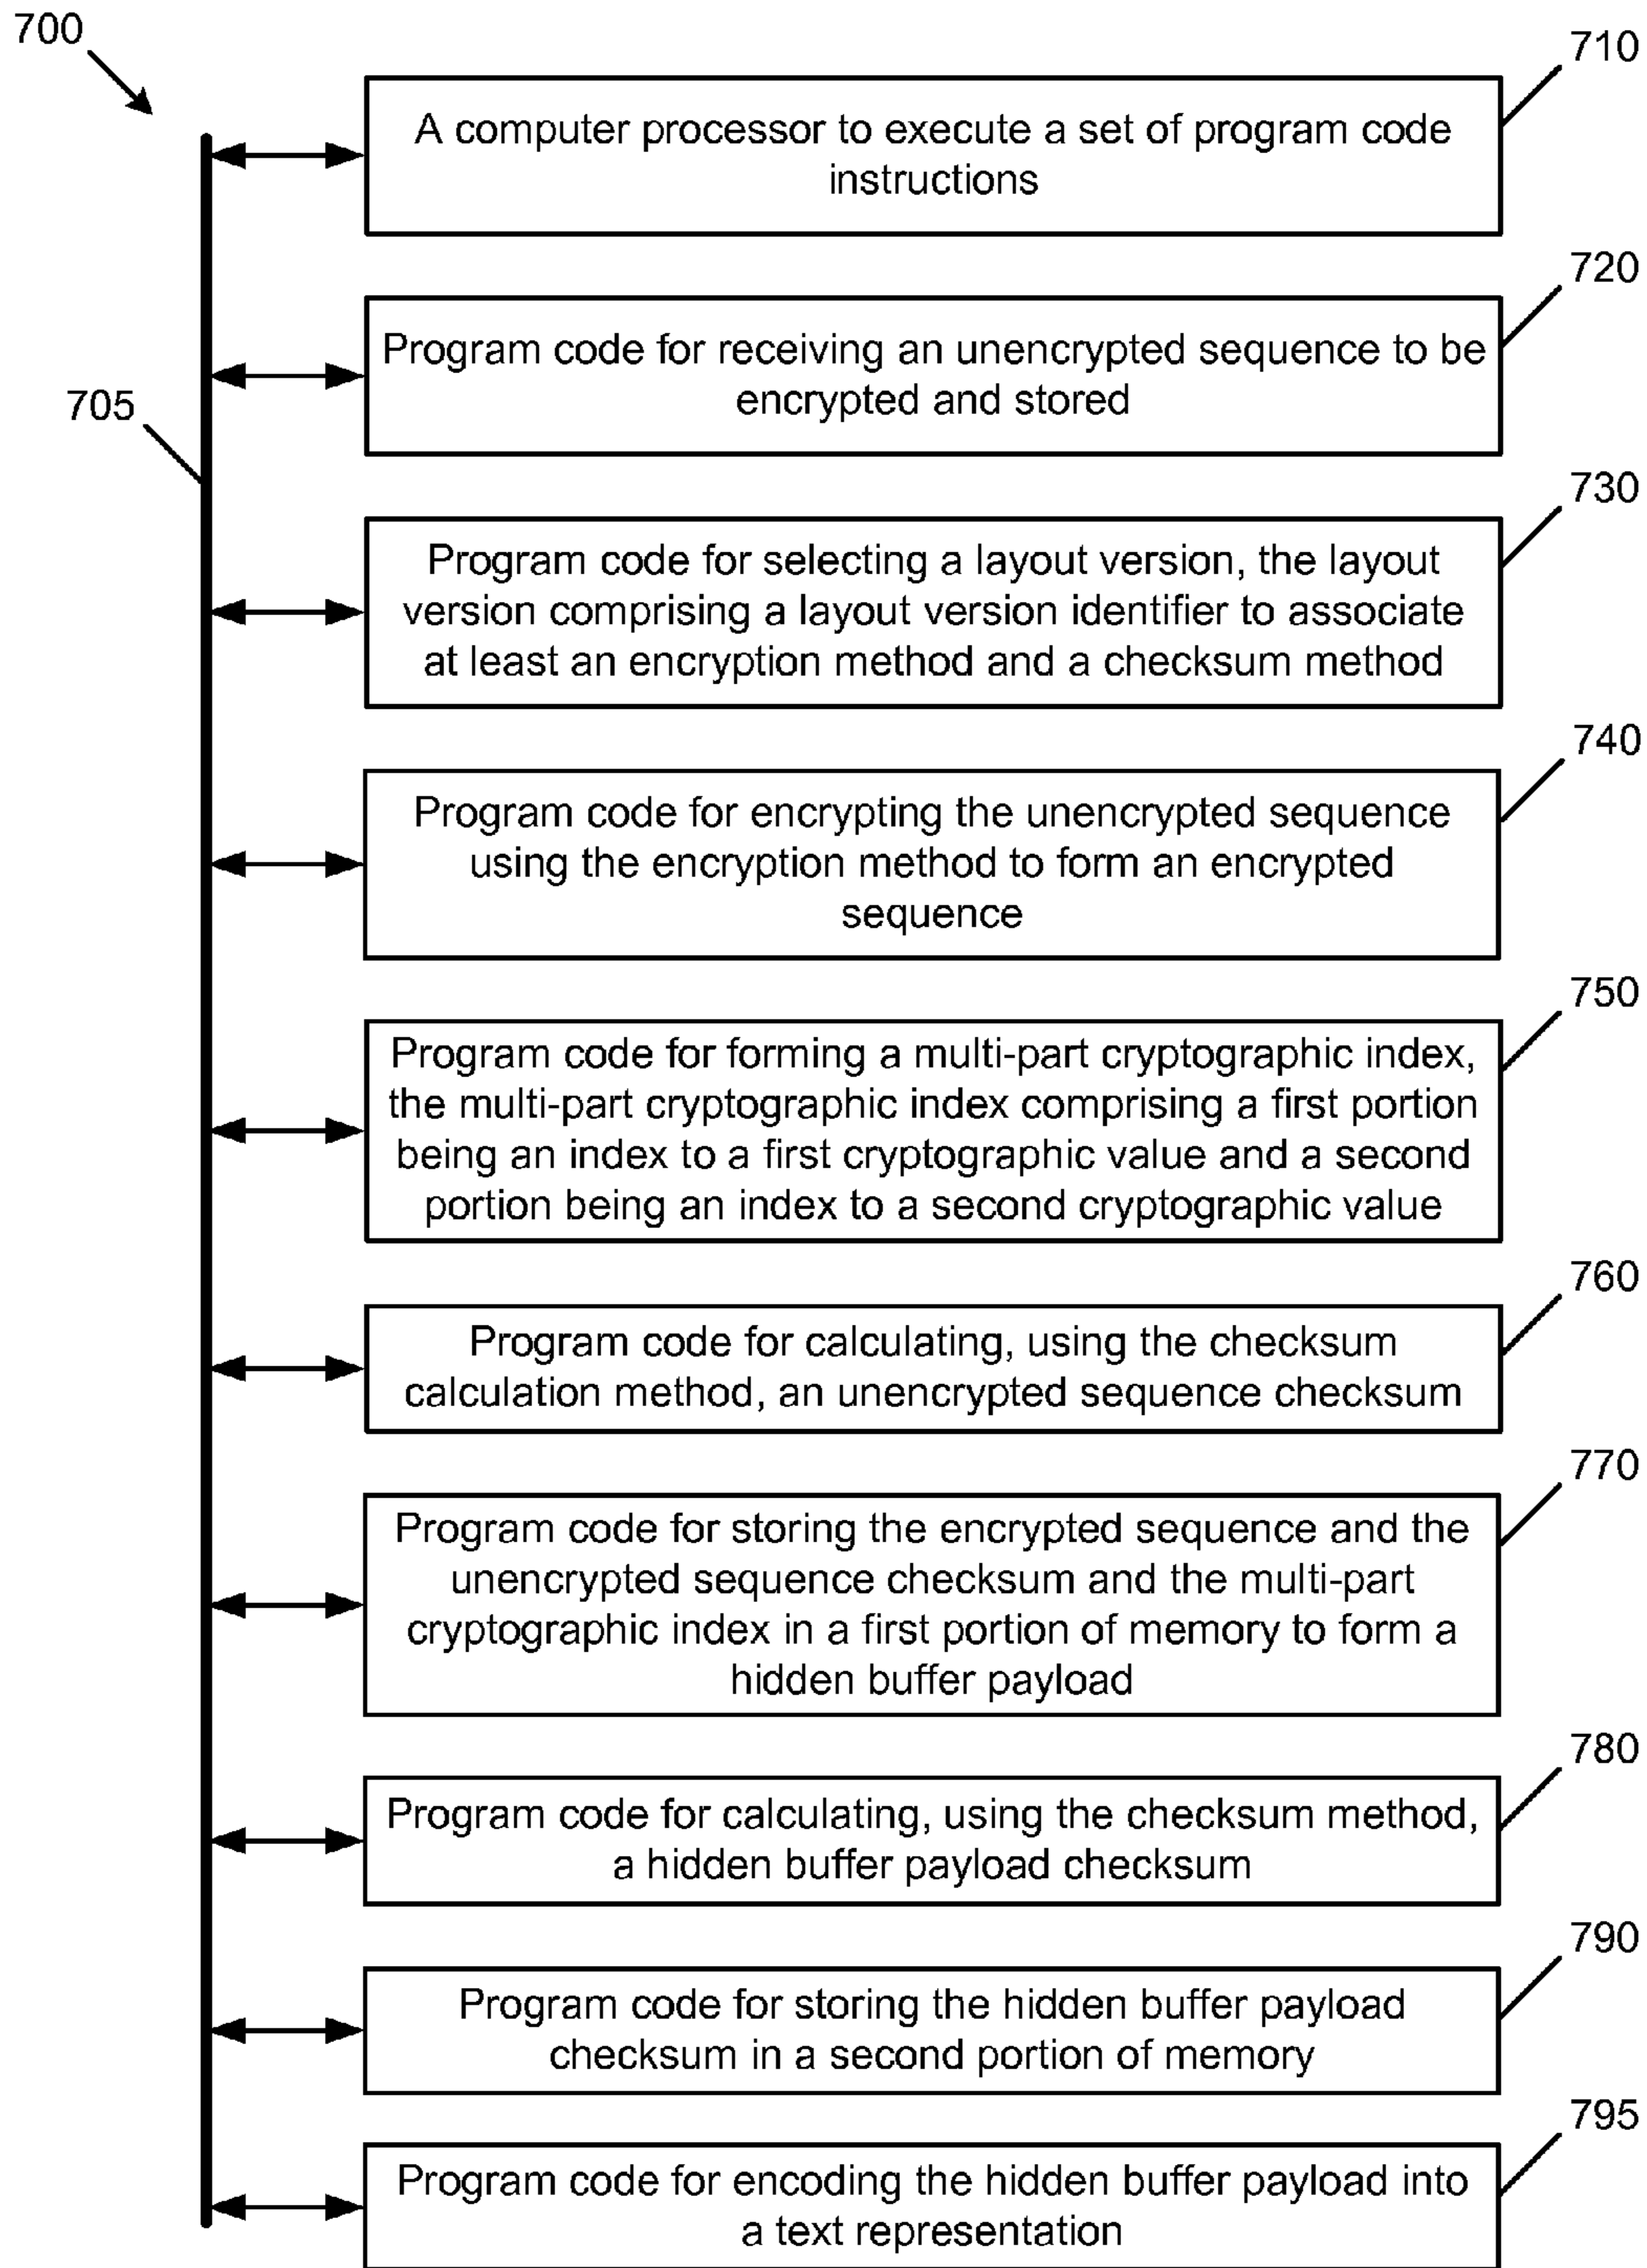 700
710
A computer processor to execute a set of program code
instructions
720
Program code for receiving an unencrypted sequence to be
encrypted and stored
705
730
Program code for selecting a layout version, the layout
version comprising a layout version identifier to associate
at least an encryption method and a checksum method
740
Program code for encrypting the unencrypted sequence
using the encryption method to form an encrypted
sequence
750
Program code for forming a multi-part cryptographic index,
the multi-part cryptographic index comprising a first portion
being an index to a first cryptographic value and a second
portion being an index to a second cryptographic value
760
Program code for calculating, using the checksum
calculation method, an unencrypted sequence checksum
770
Program code for storing the encrypted sequence and the
unencrypted sequence checksum and the multi-part
cryptographic index in a first portion of memory to form a
hidden buffer payload
780
Program code for calculating, using the checksum method,
a hidden buffer payload checksum
790
Program code for storing the hidden buffer payload
checksum in a second portion of memory
795
Program code for encoding the hidden buffer payload into
a text representation